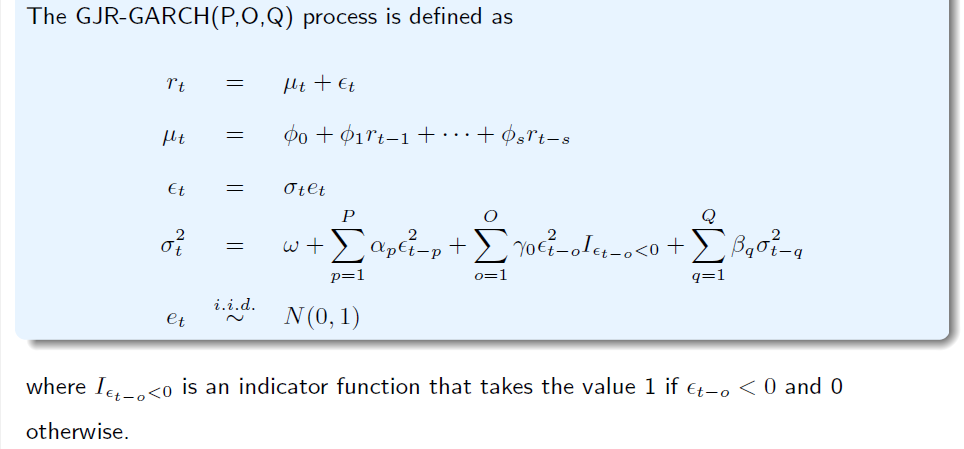 The GJR-GARCH(P,O,Q) process is defined as
r_t = μ_t + ϵ_t
μ_t = ϕ_0 + ϕ_1 r_{t−1} + ⋯ + ϕ_s r_{t−s}
ϵ_t = σ_t e_t
σ_t^2 = ω + ∑_{p=1}^{P} α_p ϵ_{t−p}^2 + ∑_{o=1}^{O} γ_0 ϵ_{t−o}^2 I_{ϵ_{t−o}<0} + ∑_{q=1}^{Q} β_q σ_{t−q}^2
e_t i.i.d. ∼ N(0, 1)
where I_{ϵ_{t−o}<0} is an indicator function that takes the value 1 if ϵ_{t−o} < 0 and 0
otherwise.